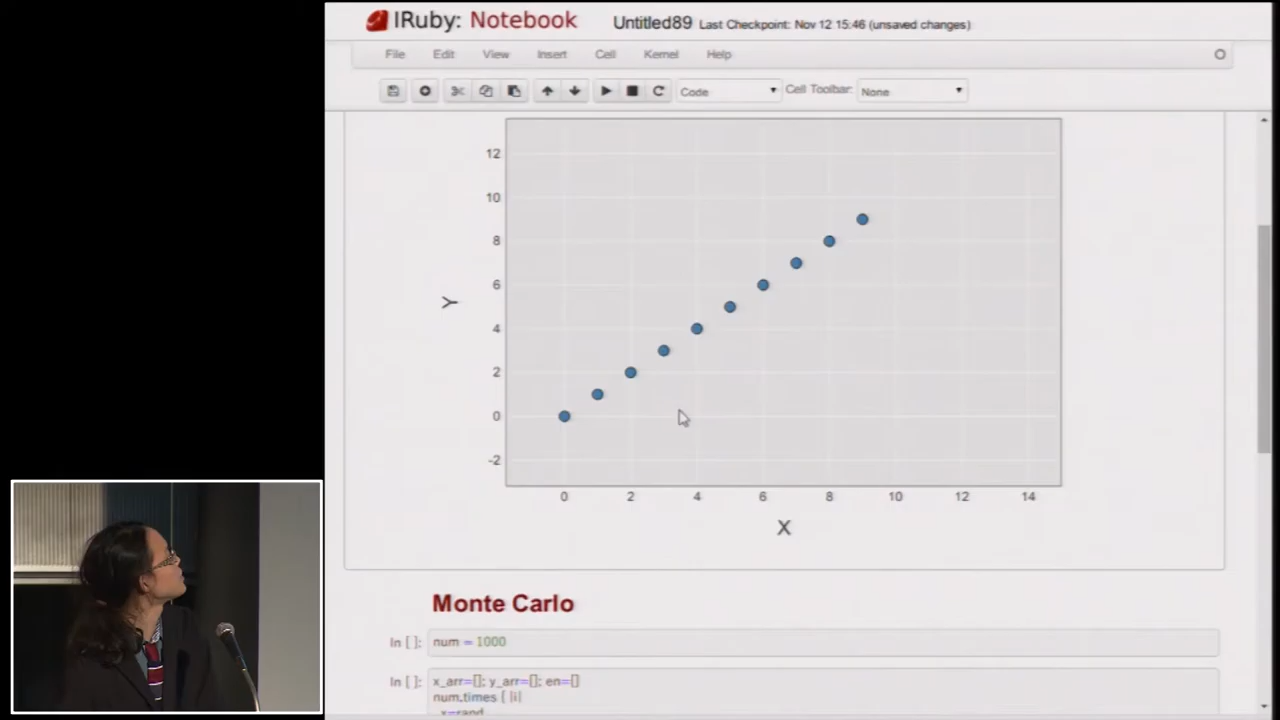 IRuby: Notebook Untitled89 Last Checkpoint: Nov 12 15:46 (unsaved changes)
File Edit View Insert Cell Kernel Help
Code Cell Toolbar: None
12
10
8
6
4
2
0
-2
Y
0 2 4 6 8 10 12 14
X
Monte Carlo
In [ ]: num = 1000
In [ ]: x_arr=[]; y_arr=[]; en=[]
num.times { |i|
x=rand